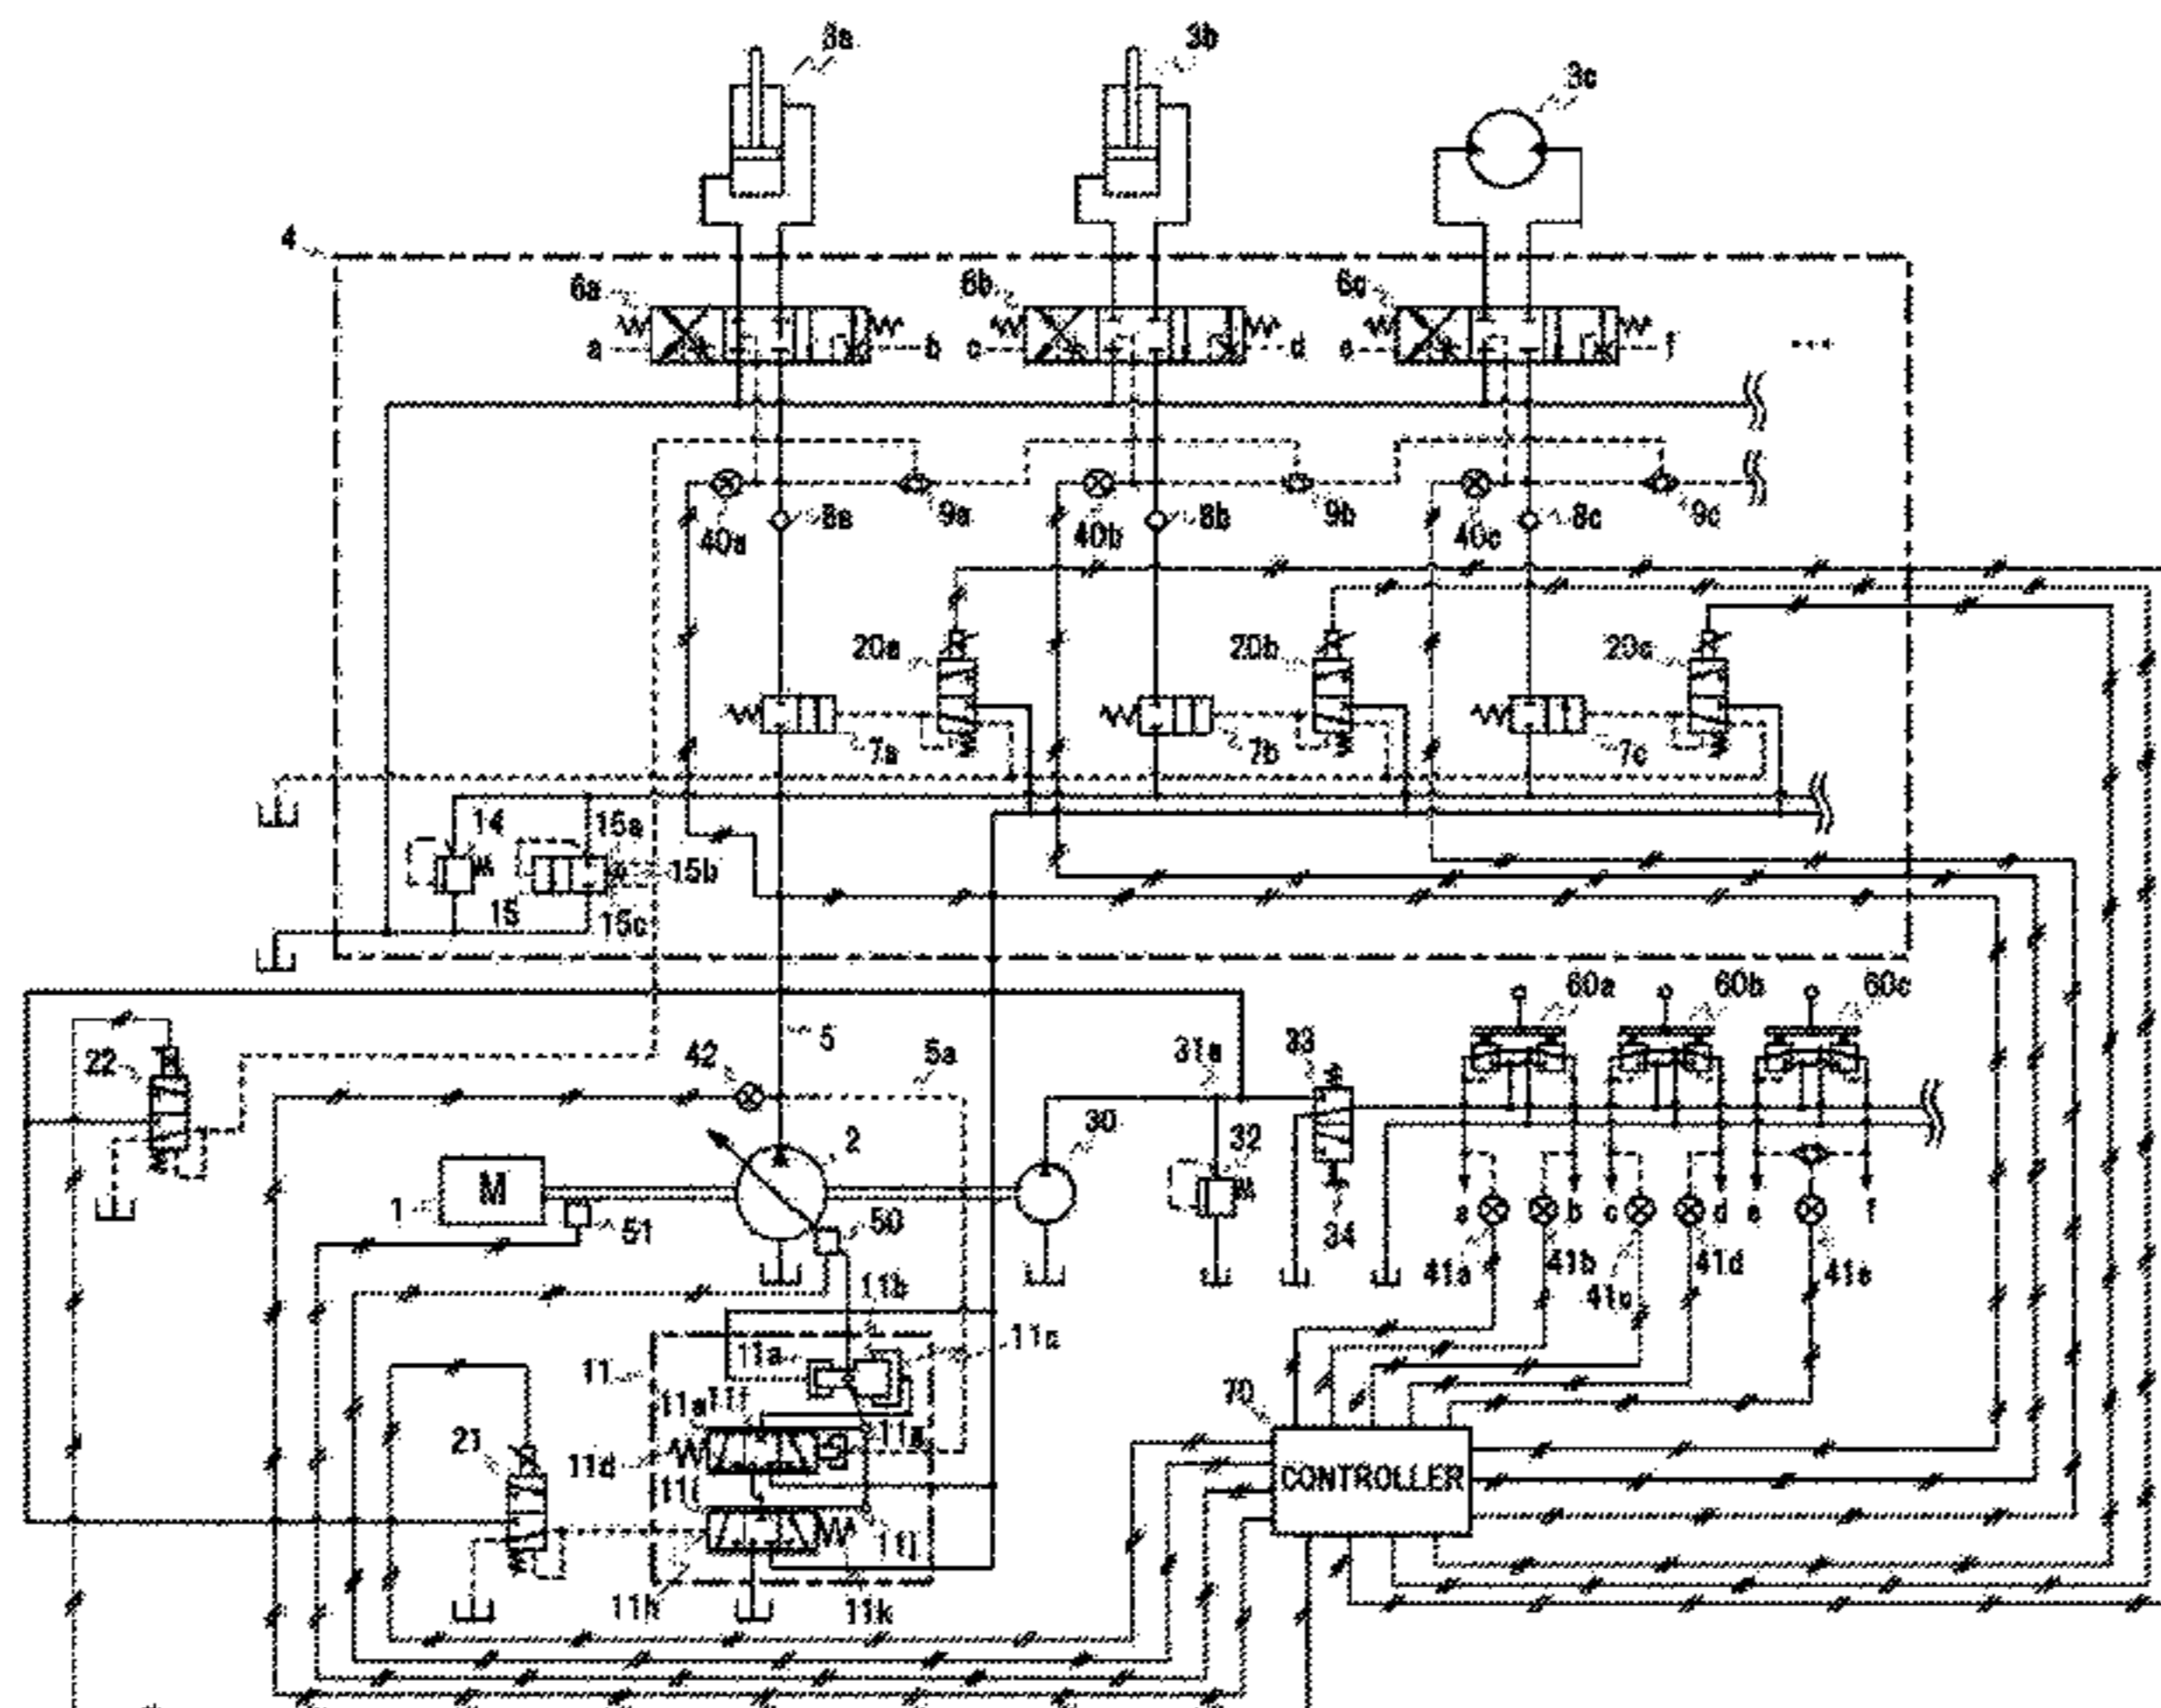 3a 3b 3c
4
6a 6b 6c
a b c d e f
...
8a 9a 8b 9b 8c 9c
40a 40b 40c
20a 20b 20c
7a 7b 7c
14 15a
15b
15 15c
60a 60b 60c
22 42 5 5a 31a 33
2 30 32
1 M
51 50 34
a b c d e f
41a 41b 41c 41d 41e
11b
11 11a 11c
70
11e 11f 11g
21 11d
11i
CONTROLLER
11j
11h 11k